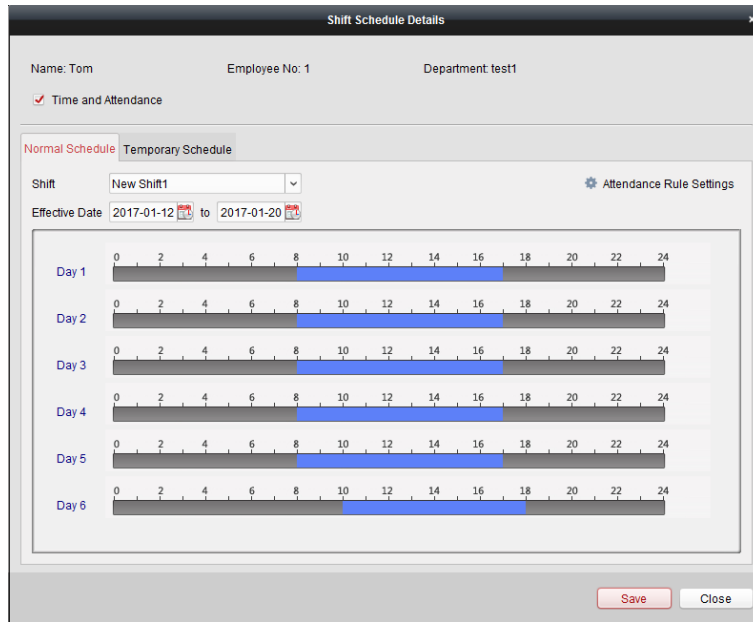 Shift Schedule Details
Name: Tom Employee No: 1 Department: test1
Time and Attendance
Normal Schedule Temporary Schedule
Shift New Shift1 Attendance Rule Settings
Effective Date 2017-01-12 to 2017-01-20
0 2 4 6 8 10 12 14 16 18 20 22 24
Day 1
0 2 4 6 8 10 12 14 16 18 20 22 24
Day 2
0 2 4 6 8 10 12 14 16 18 20 22 24
Day 3
0 2 4 6 8 10 12 14 16 18 20 22 24
Day 4
0 2 4 6 8 10 12 14 16 18 20 22 24
Day 5
0 2 4 6 8 10 12 14 16 18 20 22 24
Day 6
Save Close